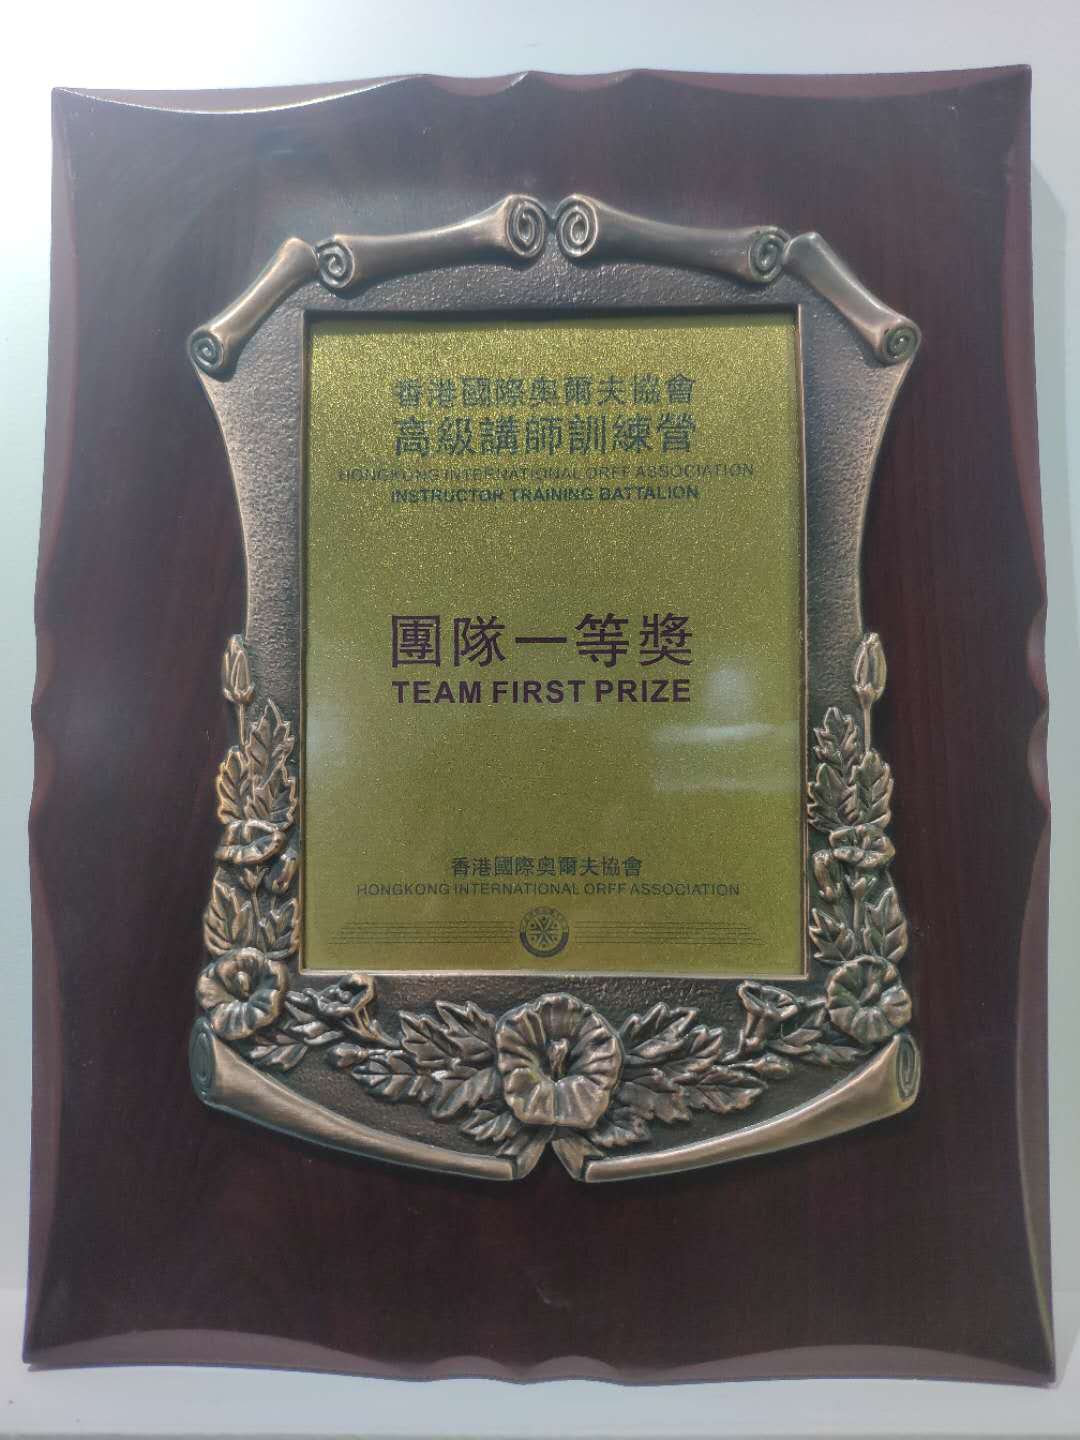 香港國際奥爾夫協會
高級講師訓練營
HONGKONG INTERNATIONAL ORFF ASSOCIATION
INSTRUCTOR TRAINING BATTALION
團隊一等獎
TEAM FIRST PRIZE
香港國際奥爾夫協會
HONGKONG INTERNATIONAL ORFF ASSOCIATION